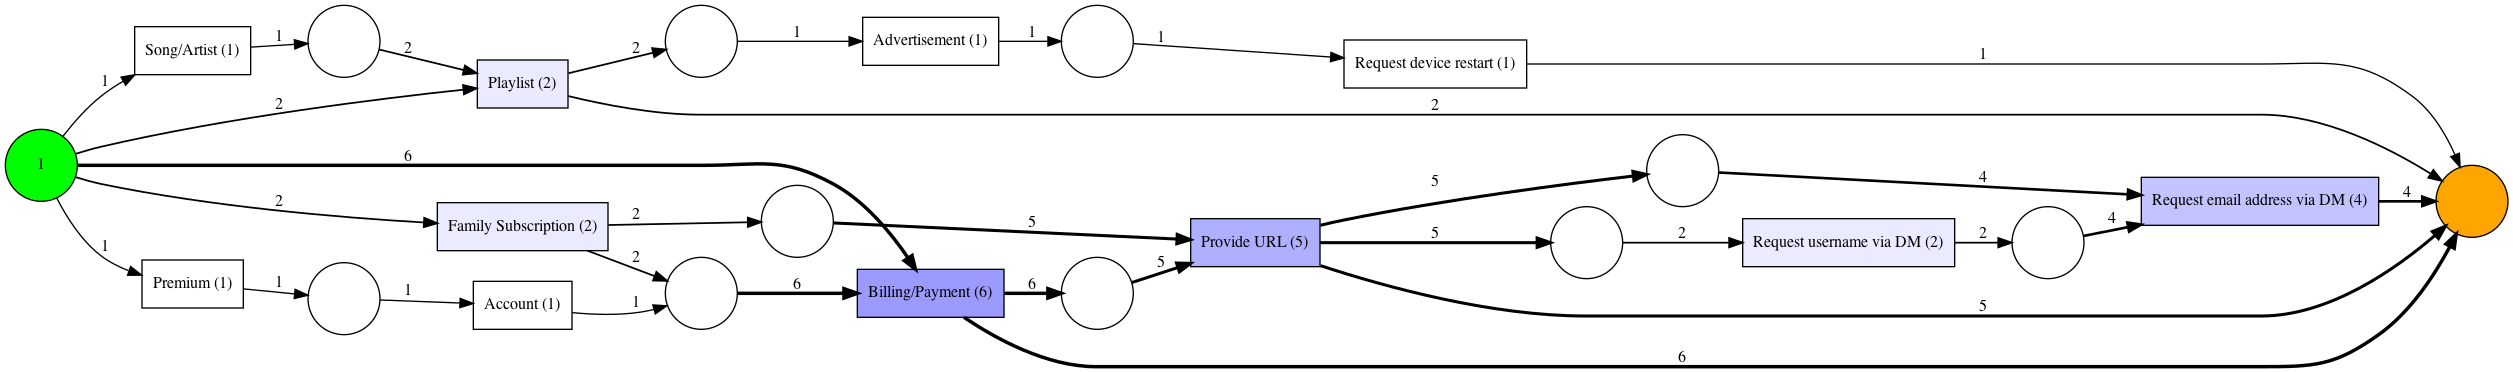 Song/Artist (1)
1
1
2
Playlist (2)
2
1
Advertisement (1)
1
1
Request device restart (1)
1
2
2
1
6
2
Family Subscription (2)
2
2
5
1
Premium (1)
1
1
Account (1)
1
6
Billing/Payment (6)
6
5
Provide URL (5)
5
4
5
2
Request username via DM (2)
2
4
Request email address via DM (4)
4
5
6